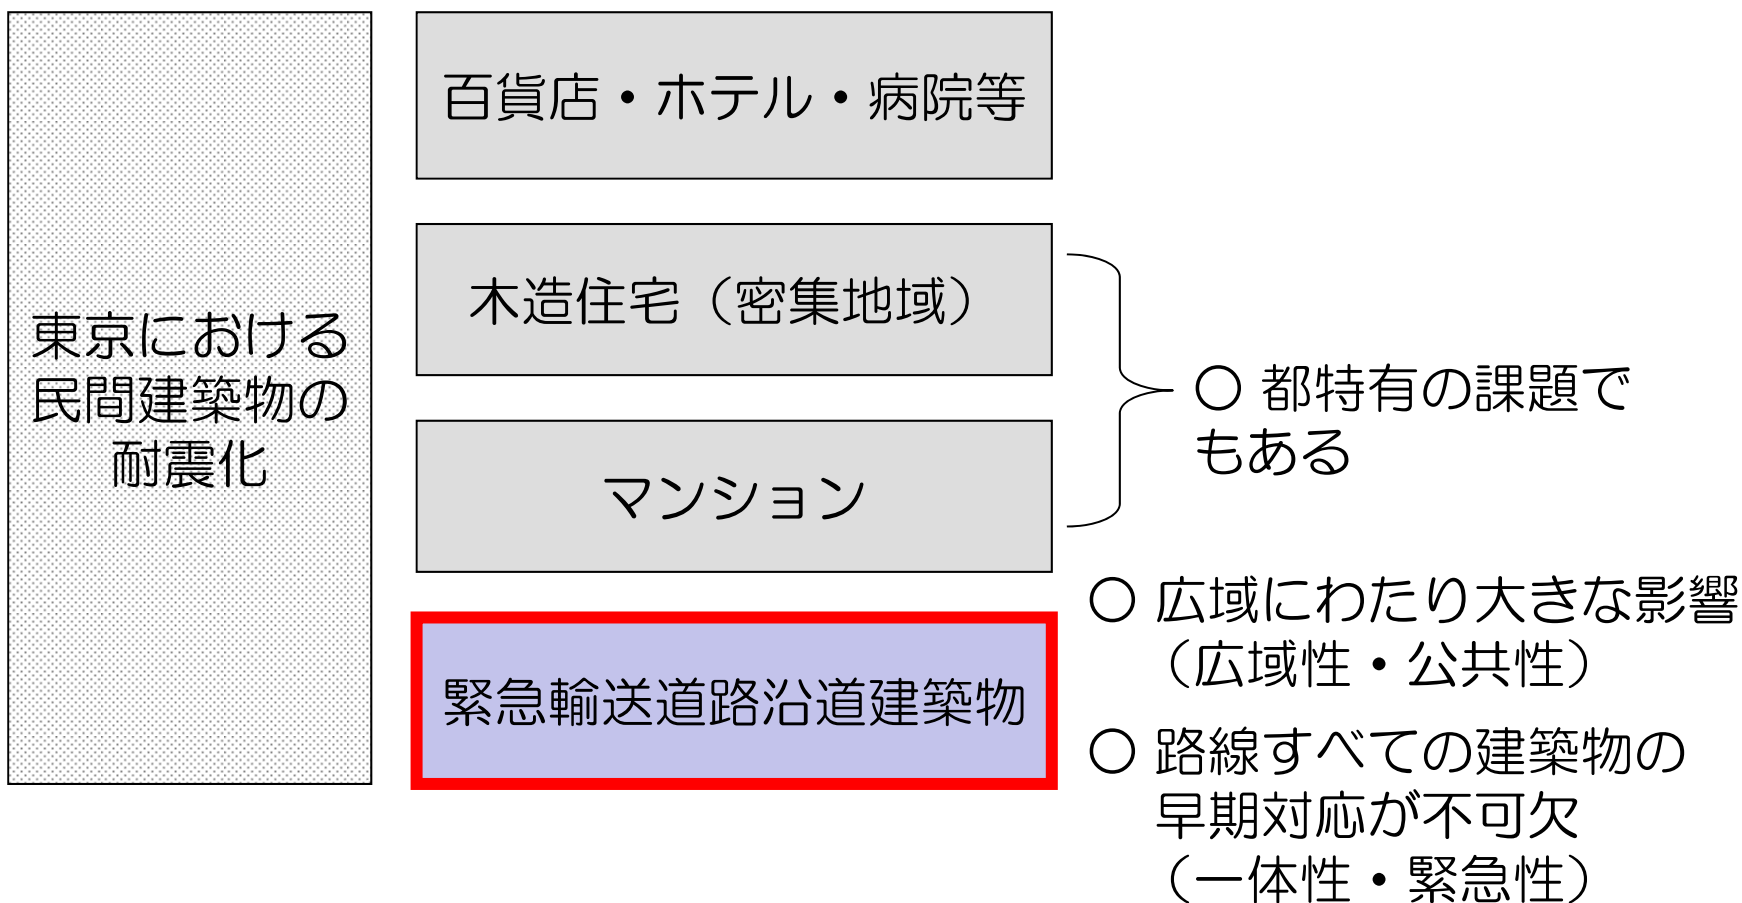 東京における
民間建築物の
耐震化
百貨店・ホテル・病院等
木造住宅（密集地域）
マンション
〇 都特有の課題で
もある
緊急輸送道路沿道建築物
〇 広域にわたり大きな影響
（広域性・公共性）
〇 路線すべての建築物の
早期対応が不可欠
（一体性・緊急性）